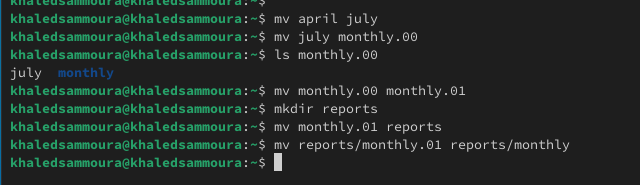 khaledsammoura@khaledsammoura:~$
khaledsammoura@khaledsammoura:~$ mv april july
khaledsammoura@khaledsammoura:~$ mv july monthly.00
khaledsammoura@khaledsammoura:~$ ls monthly.00
july  monthly
khaledsammoura@khaledsammoura:~$ mv monthly.00 monthly.01
khaledsammoura@khaledsammoura:~$ mkdir reports
khaledsammoura@khaledsammoura:~$ mv monthly.01 reports
khaledsammoura@khaledsammoura:~$ mv reports/monthly.01 reports/monthly
khaledsammoura@khaledsammoura:~$